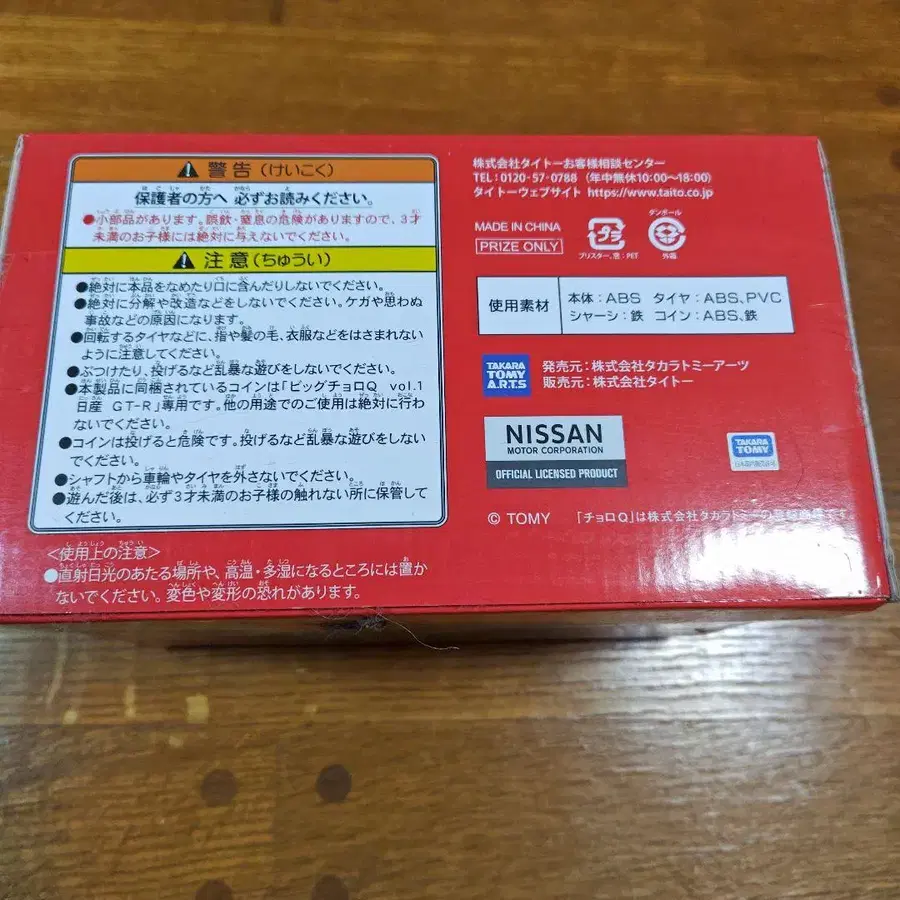 警告（けいこく）
保護者の方へ 必ずお読みください。
●小部品があります。誤飲・窒息の危険がありますので、3才
未満のお子様には絶対に与えないでください。
注意（ちゅうい）
●絶対に本品をなめたり口に含んだりしないでください。
●絶対に分解や改造などをしないでください。ケガや思わぬ
事故などの原因になります。
●回転するタイヤなどに、指や髪の毛、衣服などをはさまれない
ように注意してください。
●ぶつけたり、投げるなど乱暴な遊びをしないでください。
●本製品に同梱されているコインは「ビッグチョロQ vol.1
日産 GT-R」専用です。他の用途でのご使用は絶対に行わ
ないでください。
●コインは投げると危険です。投げるなど乱暴な遊びをしない
でください。
●シャフトから車輪やタイヤを外さないでください。
●遊んだ後は、必ず3才未満のお子様の触れない所に保管して
ください。
＜使用上の注意＞
●直射日光のあたる場所や、高温・多湿になるところには置か
ないでください。変色や変形の恐れがあります。
株式会社タイトーお客様相談センター
TEL：0120-57-0788（年中無休10:00〜18:00）
タイトーウェブサイト https://www.taito.co.jp
MADE IN CHINA
PRIZE ONLY
プラ
ブリスター、窓：PET
ダンボール
外箱
使用素材
本体：ABS タイヤ：ABS、PVC
シャーシ：鉄 コイン：ABS、鉄
TAKARA
TOMY
A.R.T.S
発売元：株式会社タカラトミーアーツ
販売元：株式会社タイトー
NISSAN
MOTOR CORPORATION
OFFICIAL LICENSED PRODUCT
TAKARA
TOMY
© TOMY 「チョロQ」は株式会社タカラトミーの登録商標です